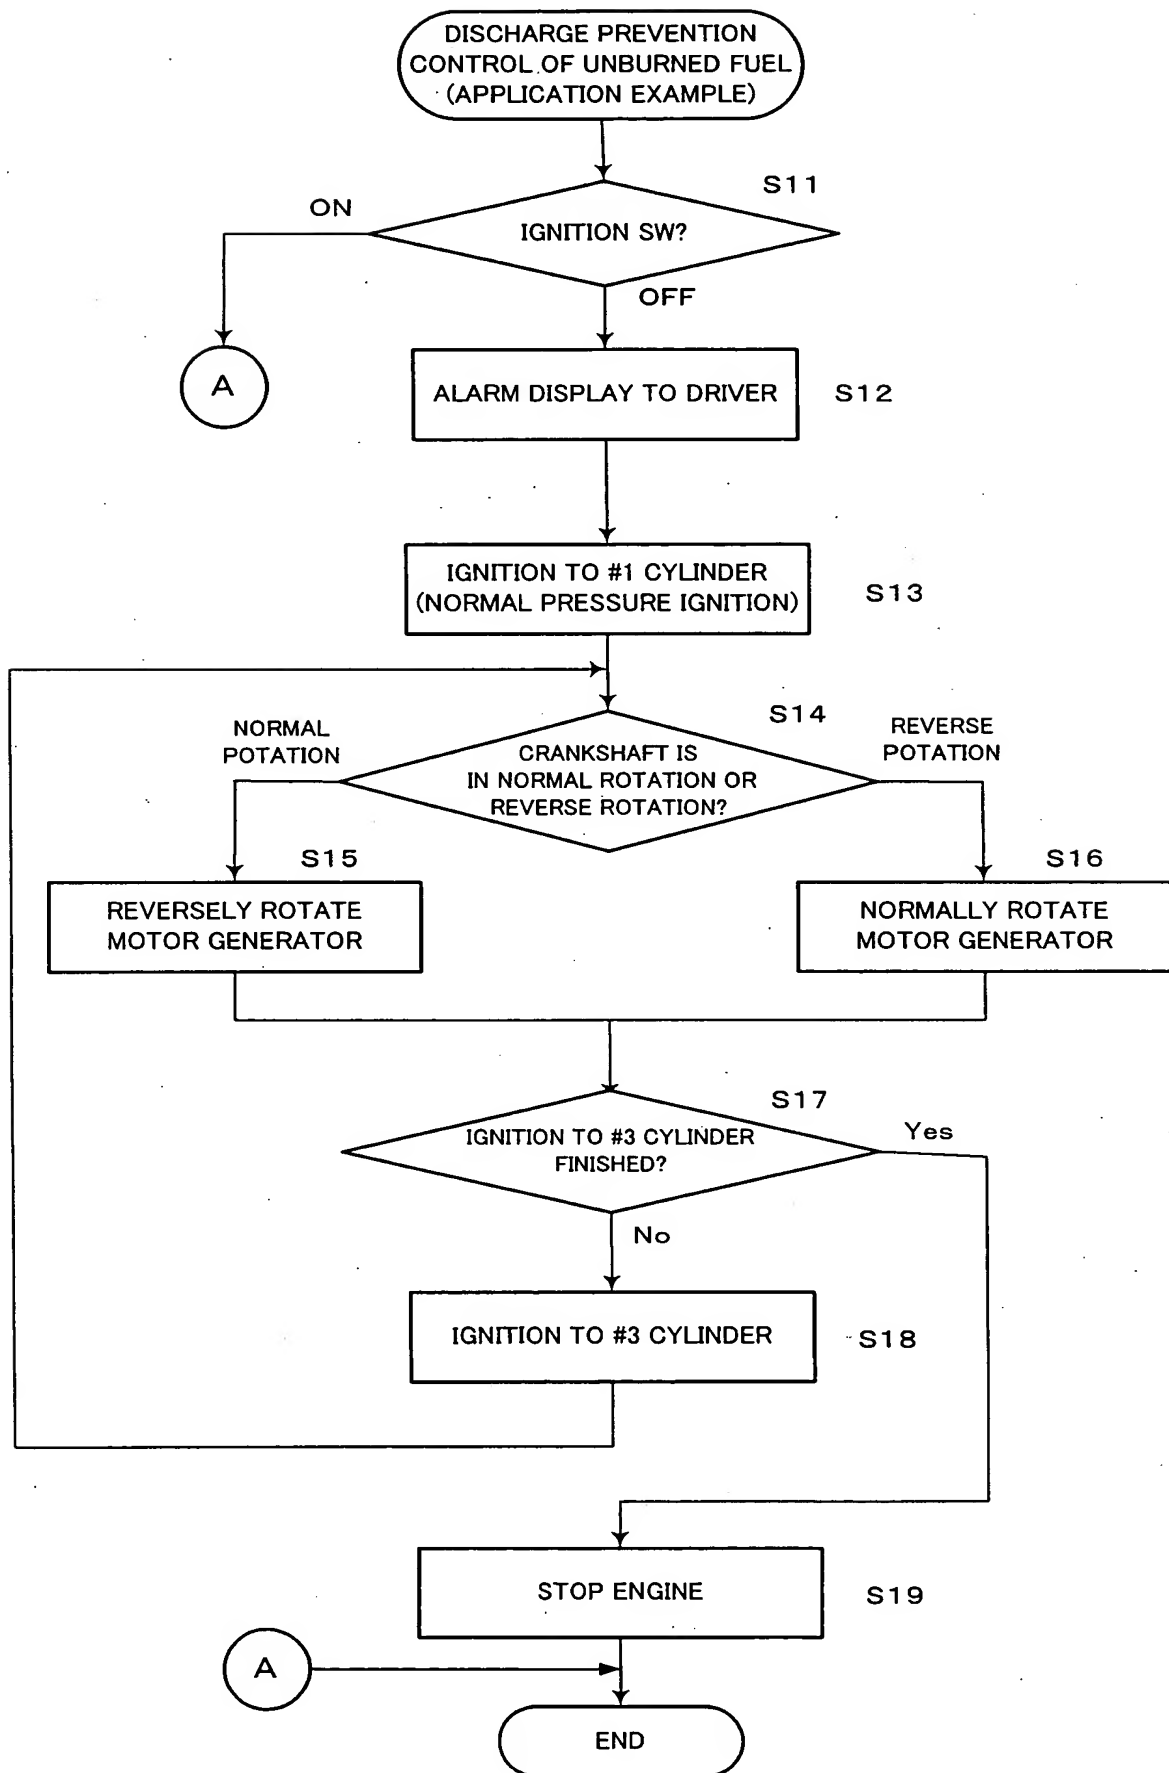 DISCHARGE PREVENTION
CONTROL OF UNBURNED FUEL
(APPLICATION EXAMPLE)
S11
ON
IGNITION SW?
OFF
A
ALARM DISPLAY TO DRIVER
S12
IGNITION TO #1 CYLINDER
(NORMAL PRESSURE IGNITION)
S13
S14
NORMAL
POTATION
REVERSE
POTATION
CRANKSHAFT IS
IN NORMAL ROTATION OR
REVERSE ROTATION?
S15
S16
REVERSELY ROTATE
MOTOR GENERATOR
NORMALLY ROTATE
MOTOR GENERATOR
S17
IGNITION TO #3 CYLINDER
FINISHED?
Yes
No
IGNITION TO #3 CYLINDER
S18
STOP ENGINE
S19
A
END